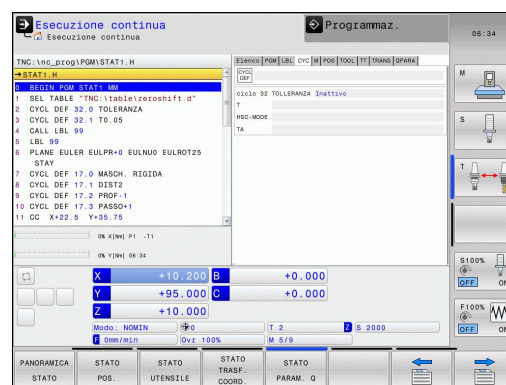 Esecuzione continua
Esecuzione continua
Programmaz.
06:34
TNC:\nc_prog\PGM\STAT1.H
→STAT1.H
0 BEGIN PGM STAT1 MM
1 SEL TABLE "TNC:\table\zeroshift.d"
2 CYCL DEF 32.0 TOLERANZA
3 CYCL DEF 32.1 T0.05
4 CALL LBL 99
5 LBL 99
6 PLANE EULER EULPR+0 EULNU0 EULROT25
STAY
7 CYCL DEF 17.0 MASCH. RIGIDA
8 CYCL DEF 17.1 DIST2
9 CYCL DEF 17.2 PROF-1
10 CYCL DEF 17.3 PASSO+1
11 CC X+22.5 Y+35.75
Elenco PGM LBL CYC M POS TOOL TT TRANS QPARA
CYCL DEF
ciclo 32 TOLLERANZA Inattivo
T
HSC-MODE
TA
0% X[Nm] P1 -T1
0% Y[Nm] 06:34
X +10.200 B +0.000
Y +95.000 C +0.000
Z +10.000
Modo: NOMIN 0 T 2 Z S 2000
F 0mm/min Ovr 100% M 5/9
M
S
T
S100%
OFF ON
F100%
OFF ON
PANORAMICA STATO
STATO POS.
STATO UTENSILE
STATO TRASF. COORD.
STATO PARAM. Q